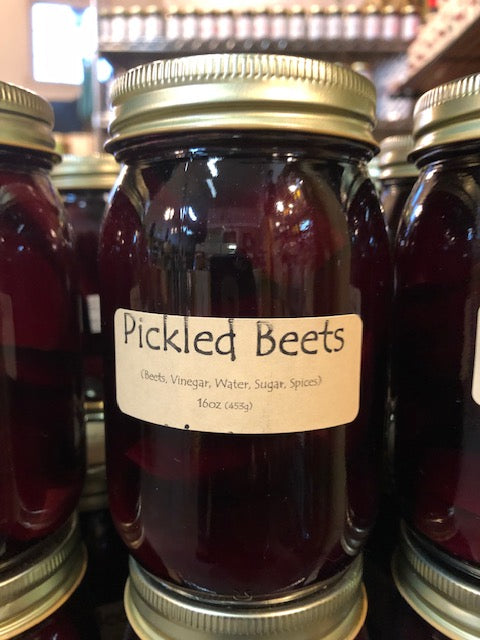 Pickled Beets
(Beets, Vinegar, Water, Sugar, Spices)
16oz (453g)